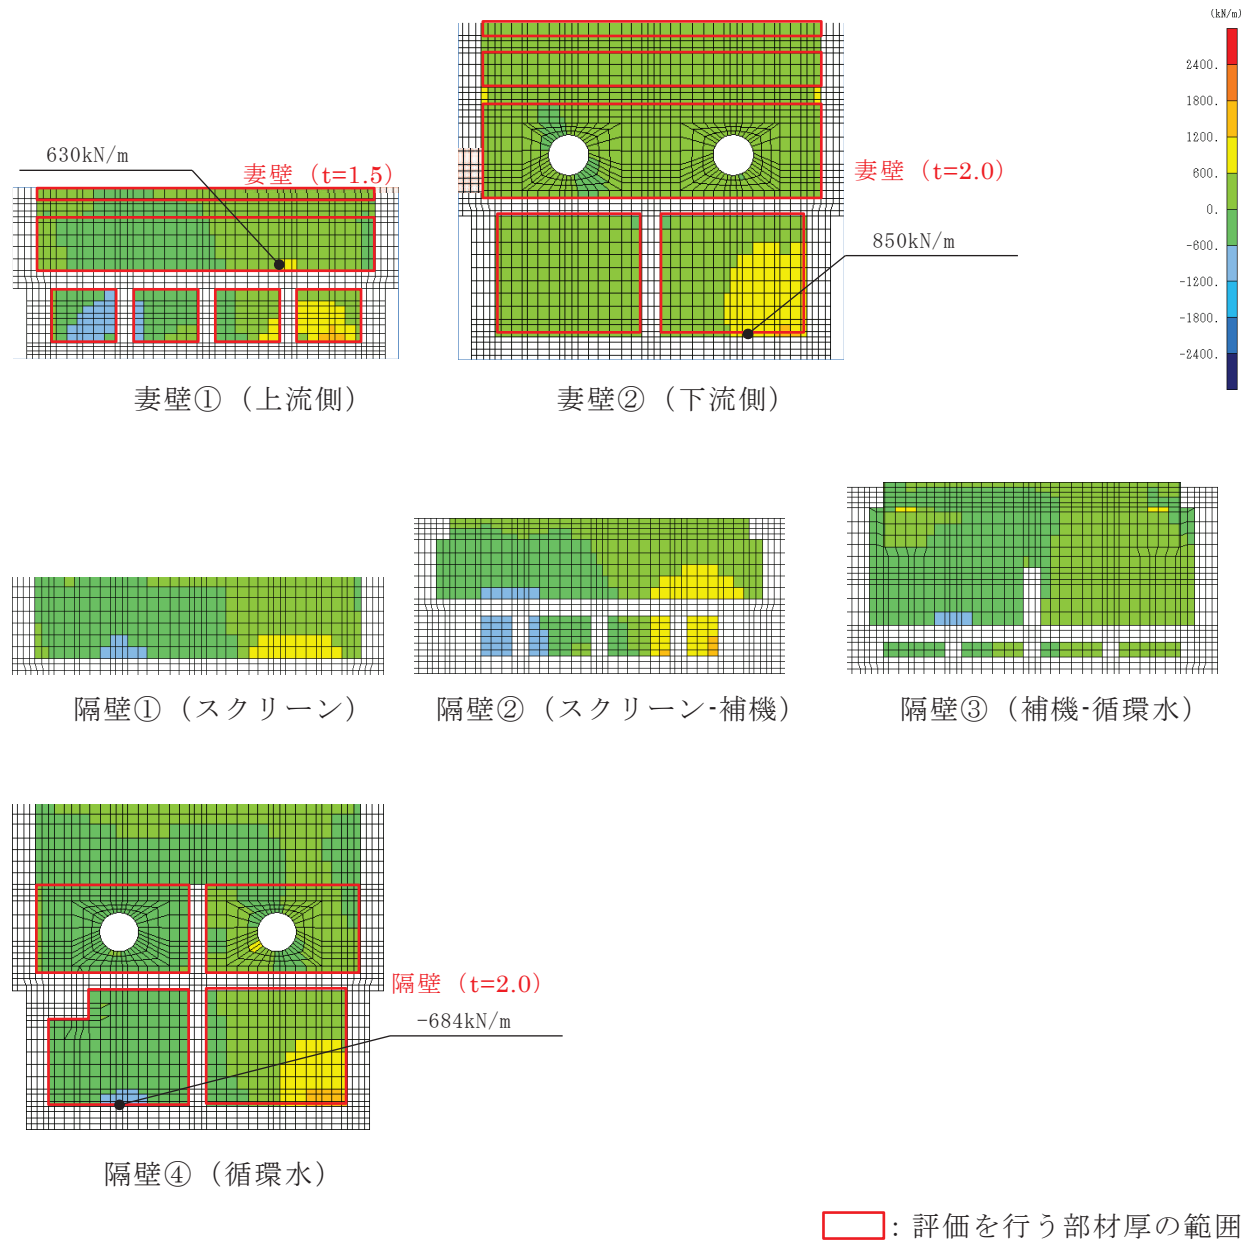 (kN/m)
2400.
1800.
1200.
600.
0.
-600.
-1200.
-1800.
-2400.
630kN/m
妻壁（t=1.5）
妻壁（t=2.0）
850kN/m
妻壁①（上流側）
妻壁②（下流側）
隔壁①（スクリーン）
隔壁②（スクリーン-補機）
隔壁③（補機-循環水）
隔壁（t=2.0）
-684kN/m
隔壁④（循環水）
：評価を行う部材厚の範囲